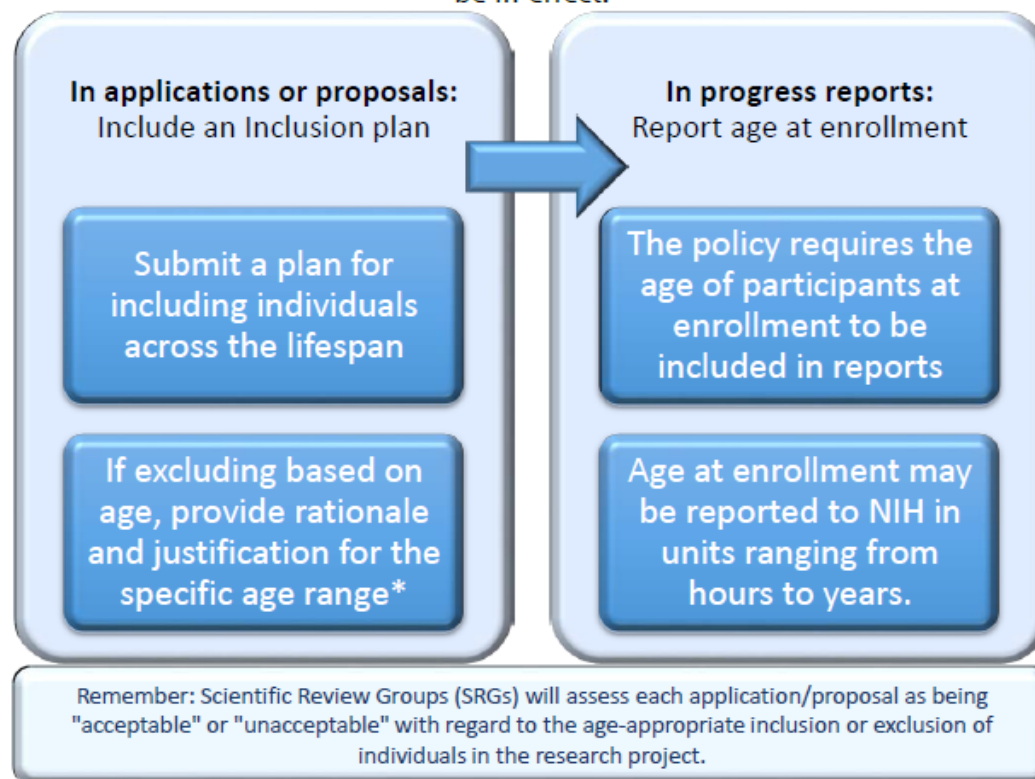 be in effect.
In applications or proposals:
Include an Inclusion plan
Submit a plan for
including individuals
across the lifespan
If excluding based on
age, provide rationale
and justification for the
specific age range*
In progress reports:
Report age at enrollment
The policy requires the
age of participants at
enrollment to be
included in reports
Age at enrollment may
be reported to NIH in
units ranging from
hours to years.
Remember: Scientific Review Groups (SRGs) will assess each application/proposal as being
"acceptable" or "unacceptable" with regard to the age-appropriate inclusion or exclusion of
individuals in the research project.